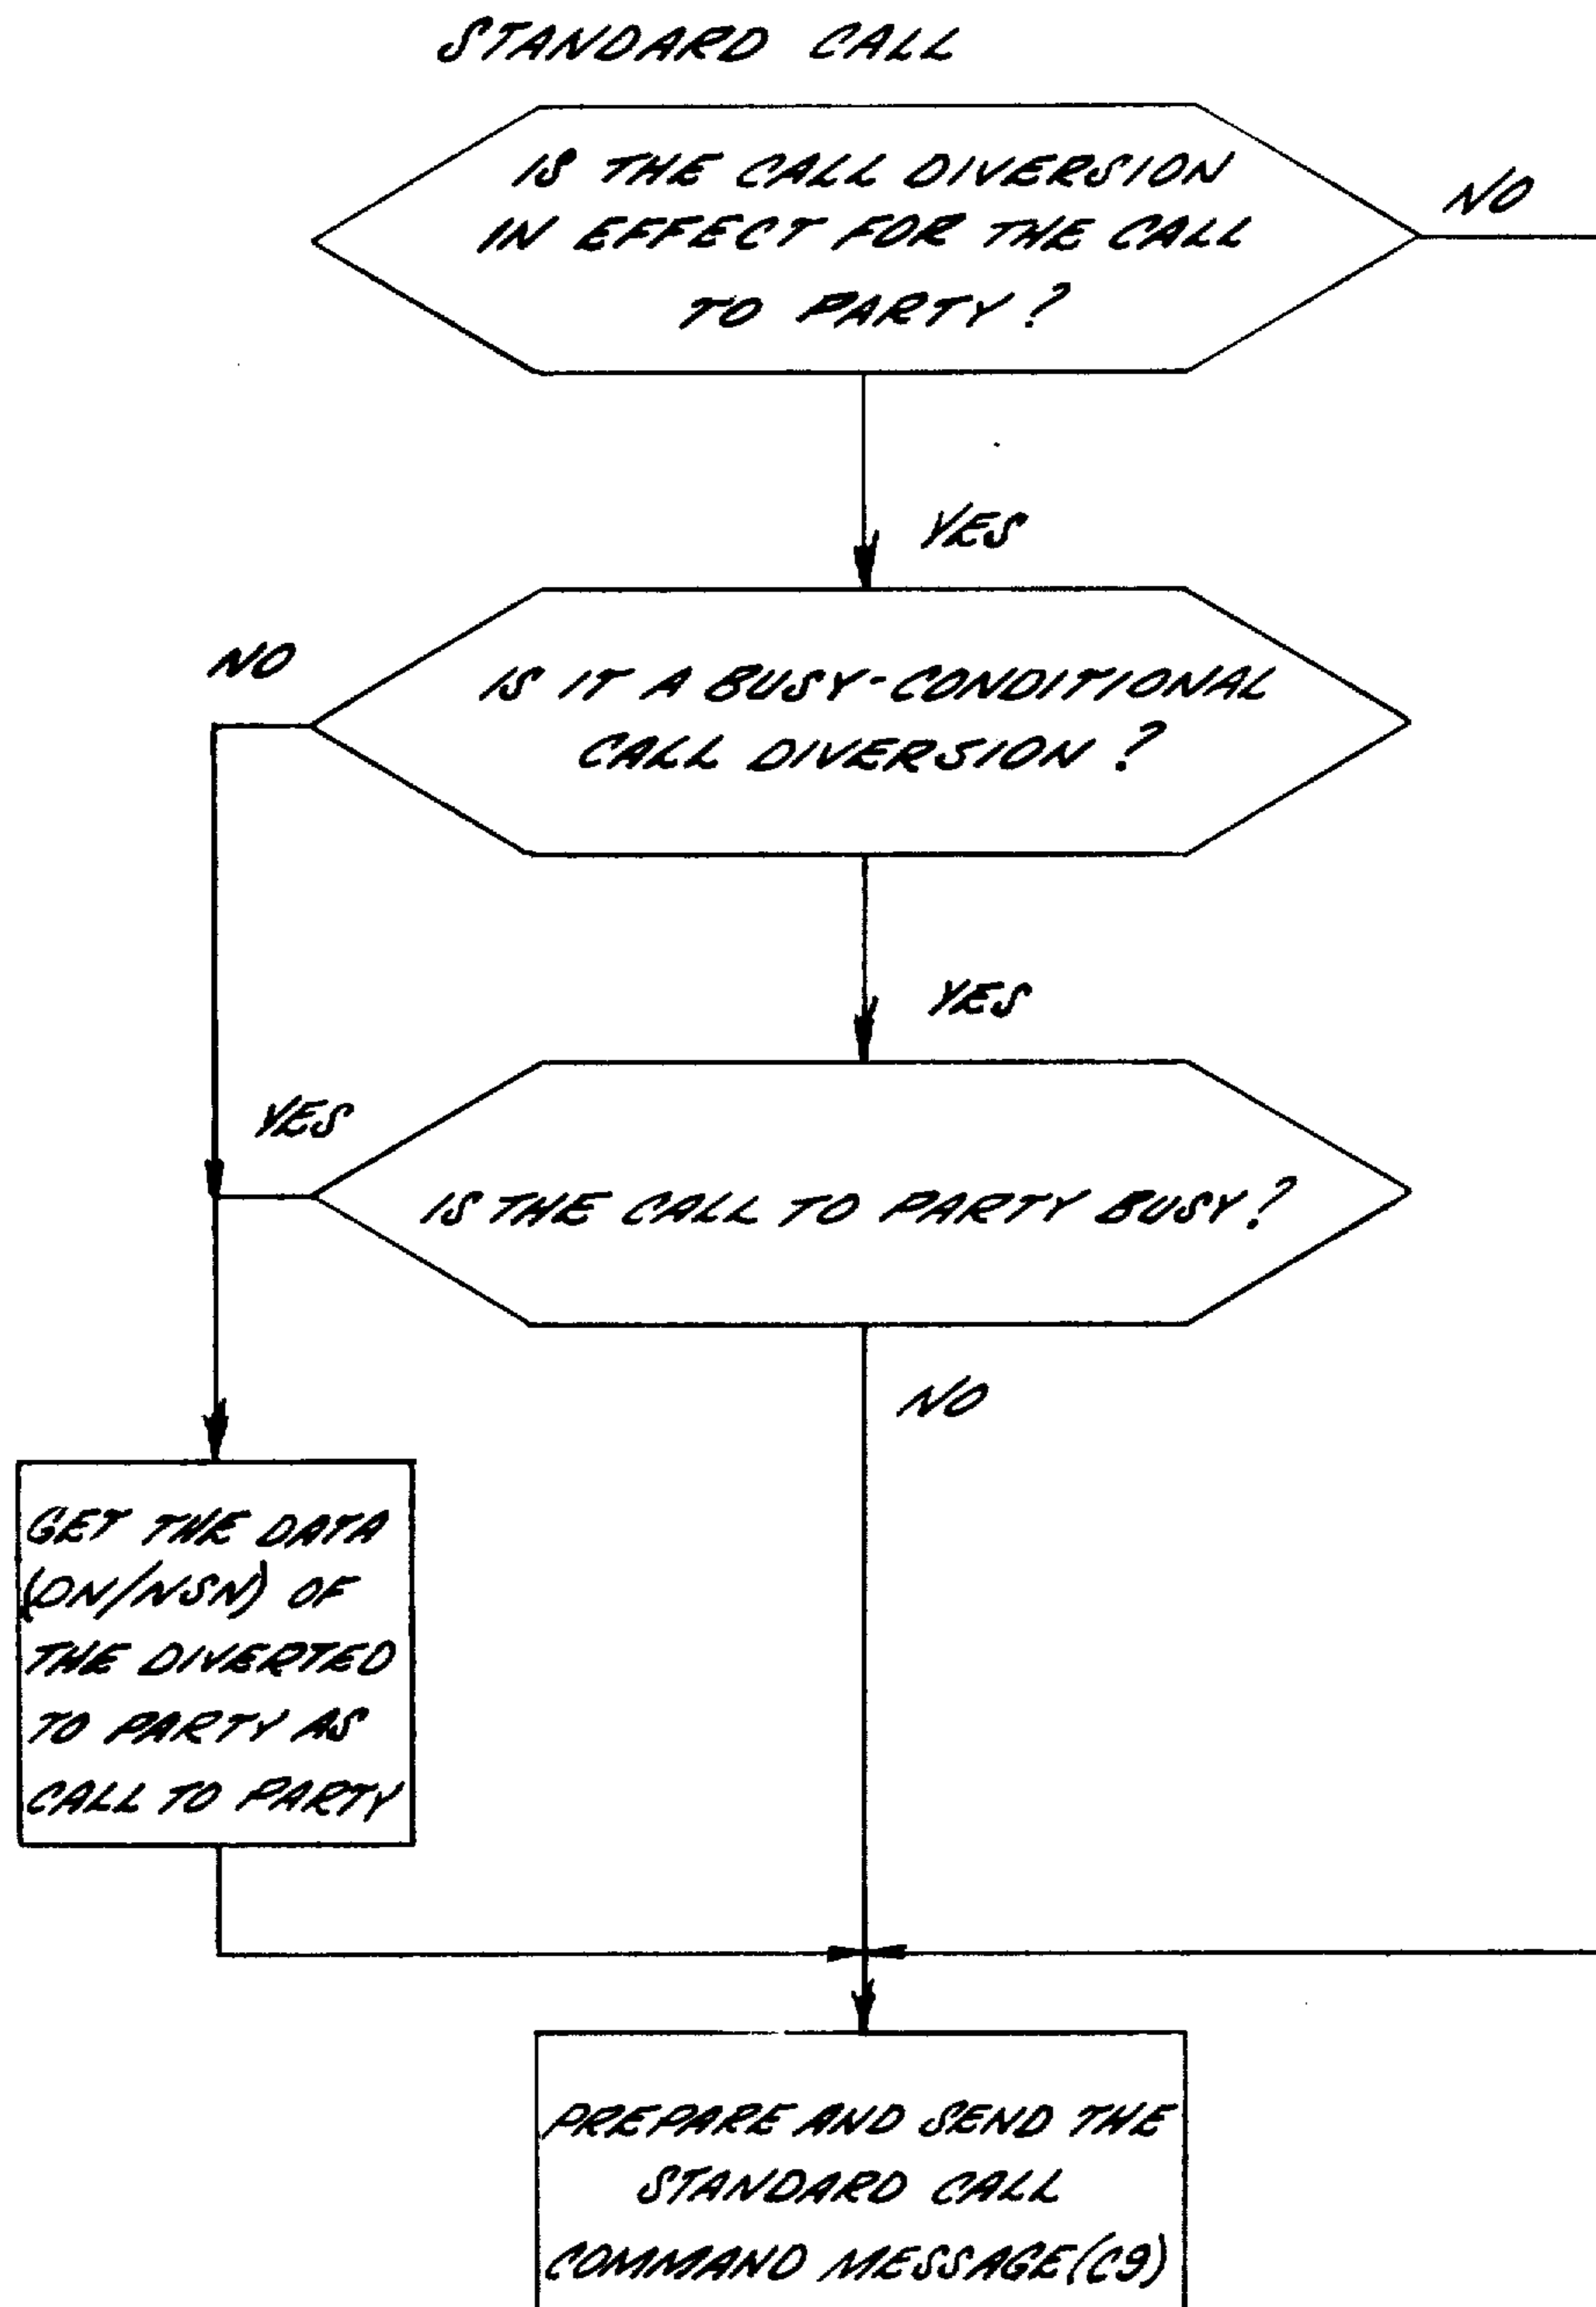 STANDARD CALL
IS THE CALL DIVERSION
IN EFFECT FOR THE CALL
TO PARTY?
NO
YES
NO
IS IT A BUSY-CONDITIONAL
CALL DIVERSION?
YES
YES
IS THE CALL TO PARTY BUSY?
NO
GET THE DATA
(DN/NSN) OF
THE DIVERTED
TO PARTY AS
CALL TO PARTY
PREPARE AND SEND THE
STANDARD CALL
COMMAND MESSAGE(C9)